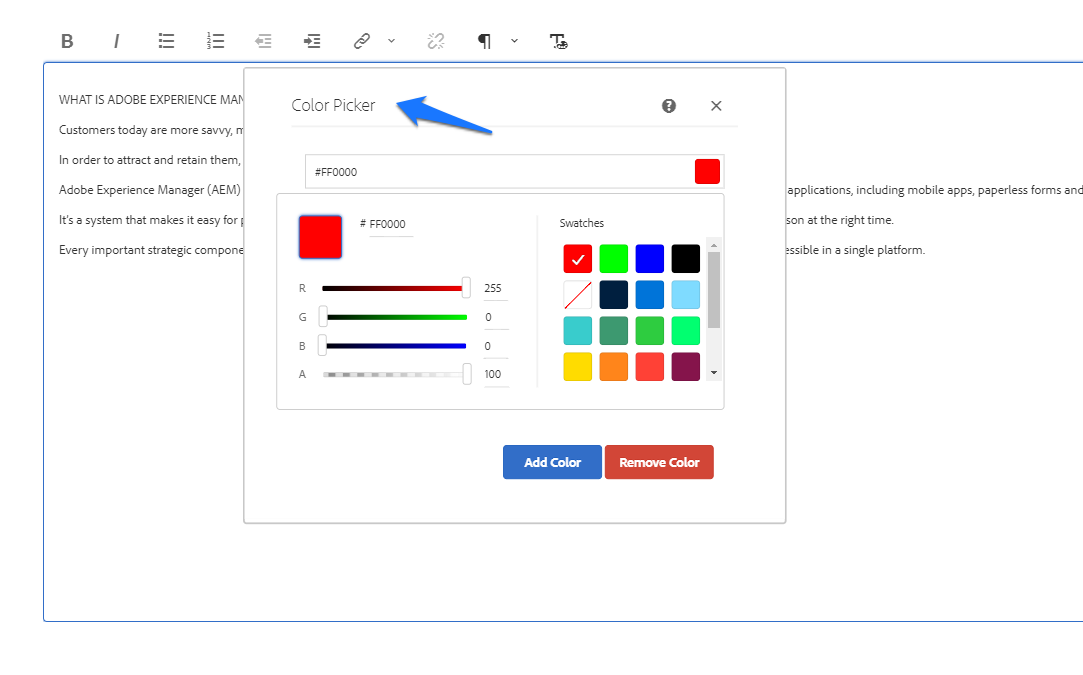 B I
WHAT IS ADOBE EXPERIENCE MAN
Color Picker
Customers today are more savvy, m
In order to attract and retain them,
#FF0000
Adobe Experience Manager (AEM)
applications, including mobile apps, paperless forms and
It's a system that makes it easy for p
son at the right time.
Every important strategic compone
essible in a single platform.
# FF0000
Swatches
R 255
G 0
B 0
A 100
Add Color Remove Color